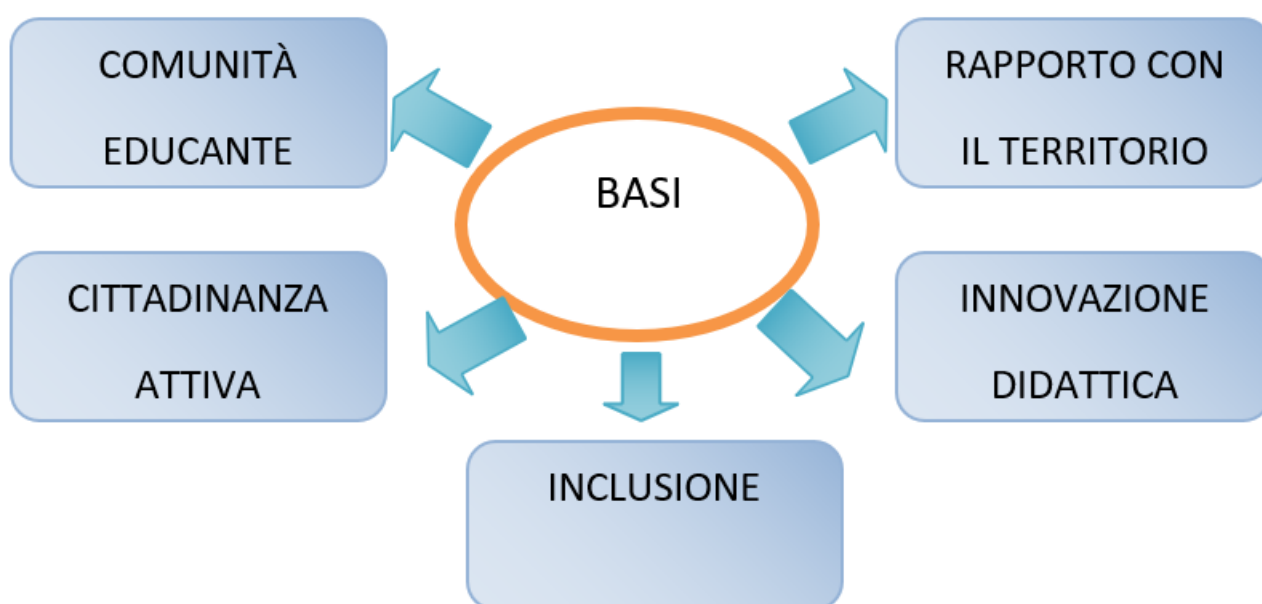 COMUNITÀ
EDUCANTE
RAPPORTO CON
IL TERRITORIO
BASI
CITTADINANZA
ATTIVA
INNOVAZIONE
DIDATTICA
INCLUSIONE